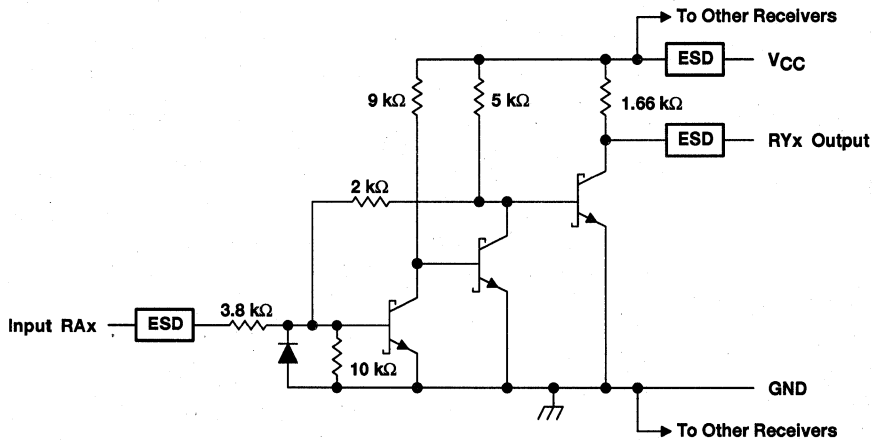 To Other Receivers
ESD
VCC
9 kΩ
5 kΩ
1.66 kΩ
ESD
RYx Output
2 kΩ
Input RAx
ESD
3.8 kΩ
10 kΩ
GND
To Other Receivers